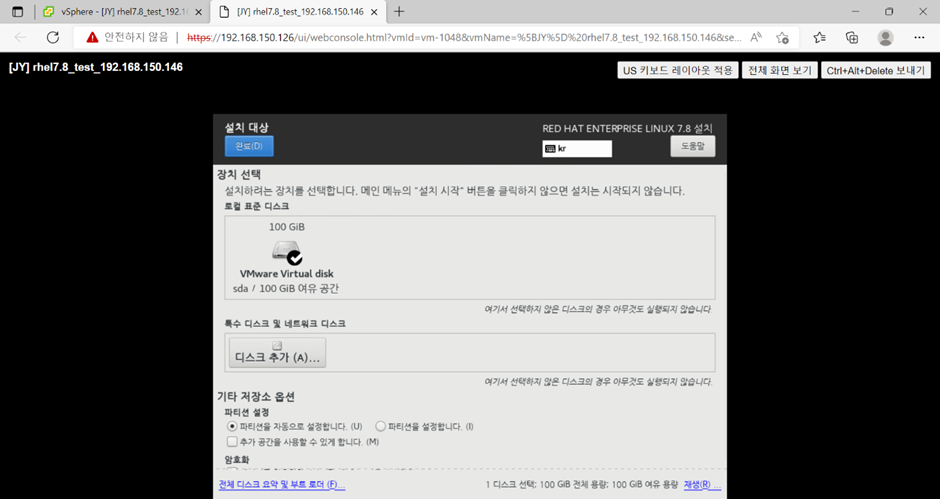 vSphere - [JY] rhel7.8_test_192.16
[JY] rhel7.8_test_192.168.150.146
안전하지 않음
https://192.168.150.126/ui/webconsole.html?vmId=vm-1048&vmName=%5BJY%5D%20rhel7.8_test_192.168.150.146&se...
[JY] rhel7.8_test_192.168.150.146
US 키보드 레이아웃 적용
전체 화면 보기
Ctrl+Alt+Delete 보내기
설치 대상
RED HAT ENTERPRISE LINUX 7.8 설치
완료(D)
kr
도움말
장치 선택
설치하려는 장치를 선택합니다. 메인 메뉴의 "설치 시작" 버튼을 클릭하지 않으면 설치는 시작되지 않습니다.
로컬 표준 디스크
100 GiB
VMware Virtual disk
sda / 100 GiB 여유 공간
여기서 선택하지 않은 디스크의 경우 아무것도 실행되지 않습니다.
특수 디스크 및 네트워크 디스크
디스크 추가 (A)...
여기서 선택하지 않은 디스크의 경우 아무것도 실행되지 않습니다.
기타 저장소 옵션
파티션 설정
파티션을 자동으로 설정합니다. (U)
파티션을 설정합니다. (I)
추가 공간을 사용할 수 있게 합니다. (M)
암호화
전체 디스크 요약 및 부트 로더 (F)...
1 디스크 선택; 100 GiB 전체 용량; 100 GiB 여유 용량
재생(R) ...